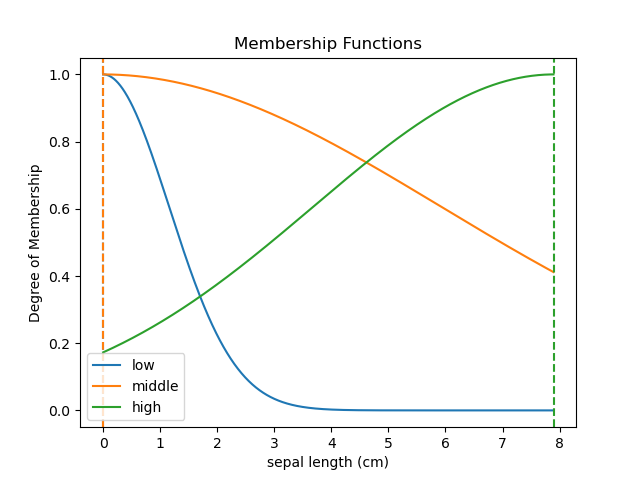 Membership Functions
Degree of Membership
1.0
0.8
0.6
0.4
0.2
0.0
low
middle
high
0 1 2 3 4 5 6 7 8
sepal length (cm)